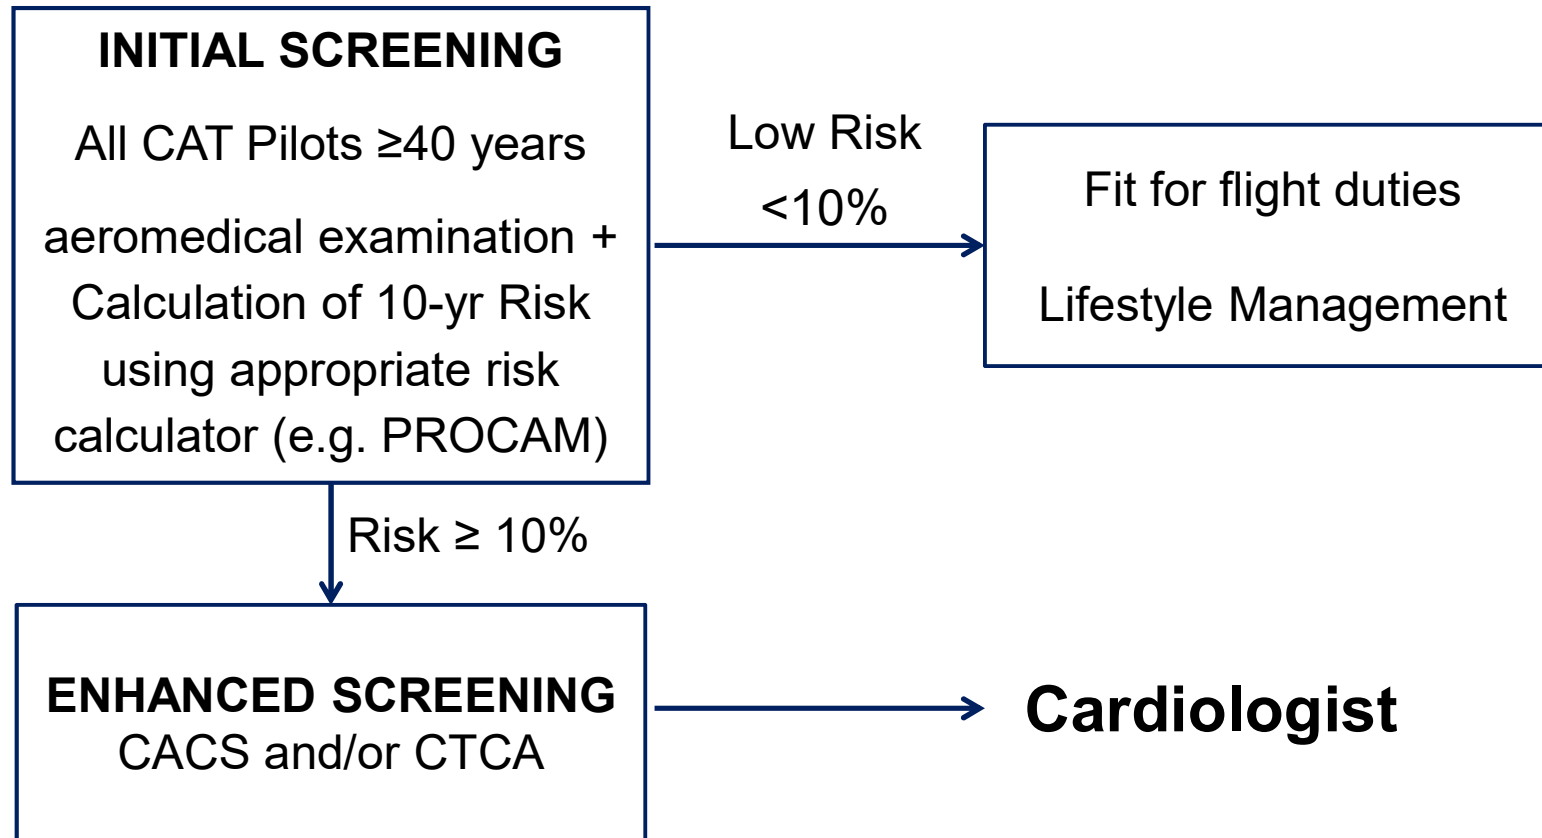 INITIAL SCREENING
All CAT Pilots ≥40 years
aeromedical examination +
Calculation of 10-yr Risk
using appropriate risk
calculator (e.g. PROCAM)
Low Risk
<10%
Fit for flight duties
Lifestyle Management
Risk ≥ 10%
ENHANCED SCREENING
CACS and/or CTCA
Cardiologist